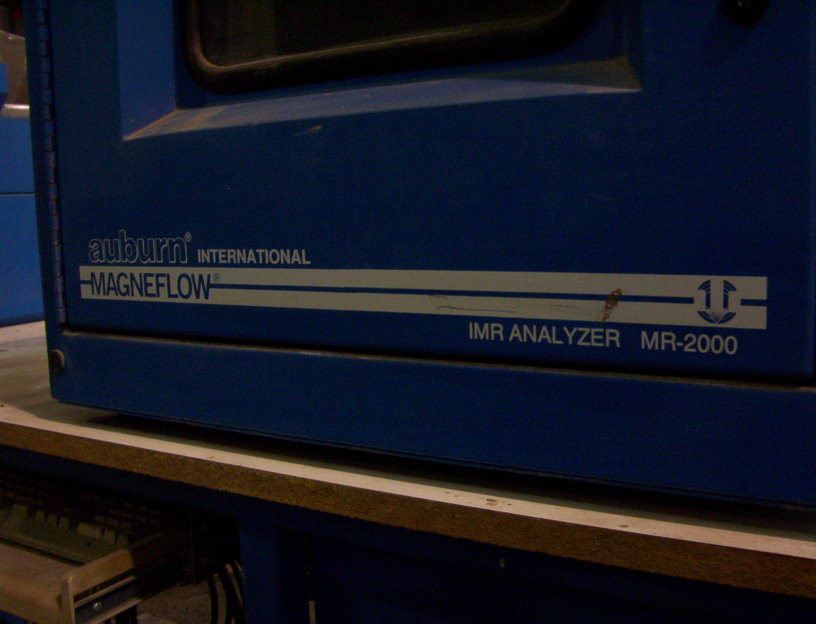 auburn® INTERNATIONAL
MAGNEFLOW®
IMR ANALYZER MR-2000